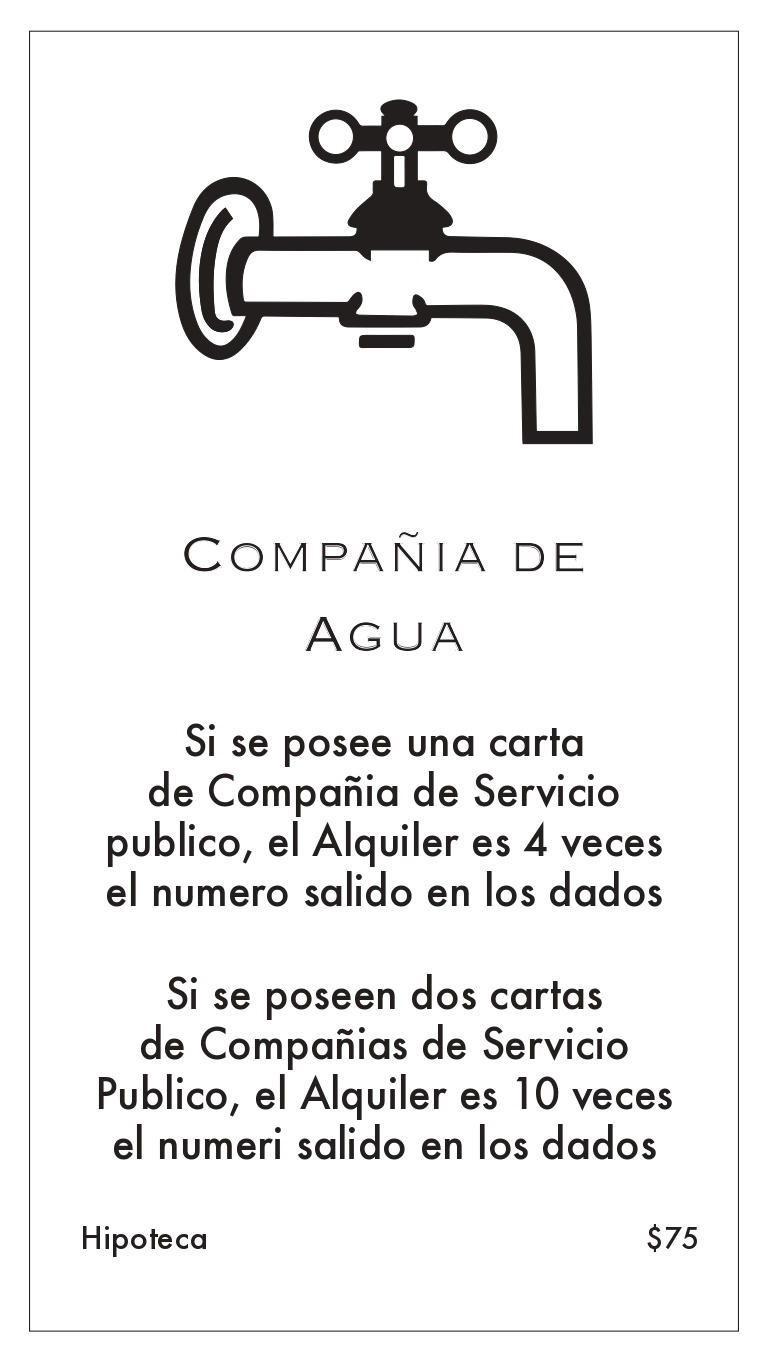 COMPAÑIA DE
AGUA
Si se posee una carta
de Compañia de Servicio
publico, el Alquiler es 4 veces
el numero salido en los dados
Si se poseen dos cartas
de Compañias de Servicio
Publico, el Alquiler es 10 veces
el numeri salido en los dados
Hipoteca $75